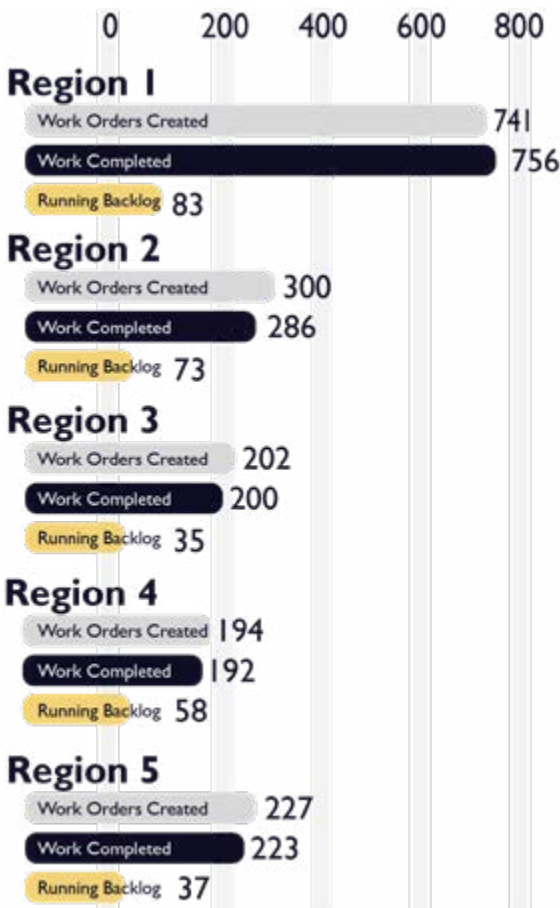 0 200 400 600 800
Region 1
Work Orders Created 741
Work Completed 756
Running Backlog 83
Region 2
Work Orders Created 300
Work Completed 286
Running Backlog 73
Region 3
Work Orders Created 202
Work Completed 200
Running Backlog 35
Region 4
Work Orders Created 194
Work Completed 192
Running Backlog 58
Region 5
Work Orders Created 227
Work Completed 223
Running Backlog 37